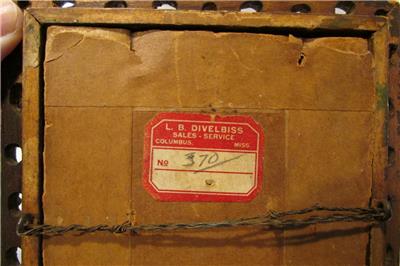 L. B. DIVELBISS
SALES - SERVICE
COLUMBUS, MISS.
No 370